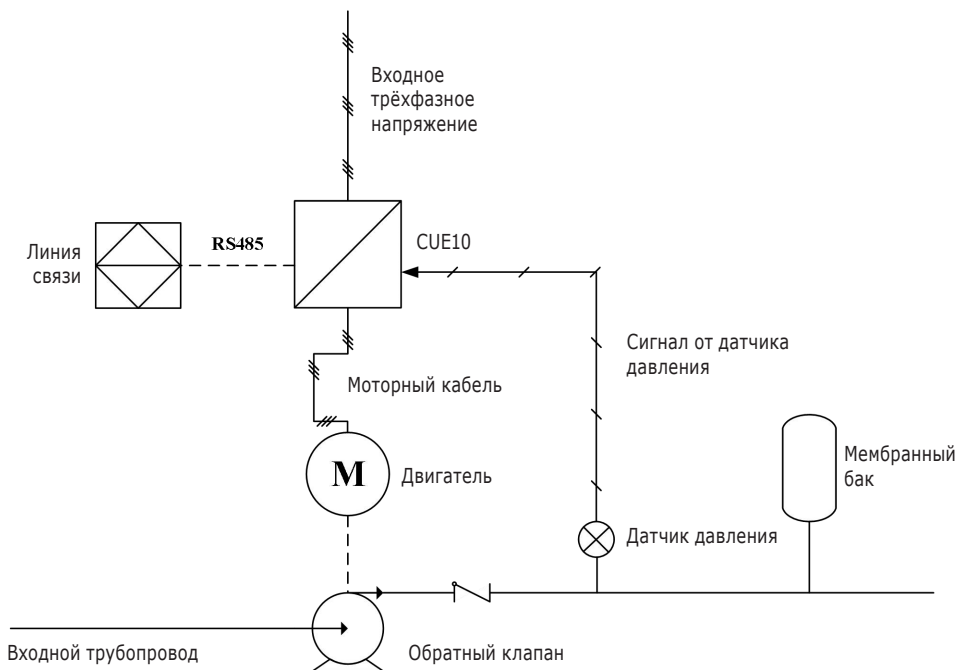 Входное
трёхфазное
напряжение
Линия
связи
RS485
CUE10
Сигнал от датчика
давления
Моторный кабель
M
Двигатель
Мембранный
бак
Датчик давления
Входной трубопровод
Обратный клапан